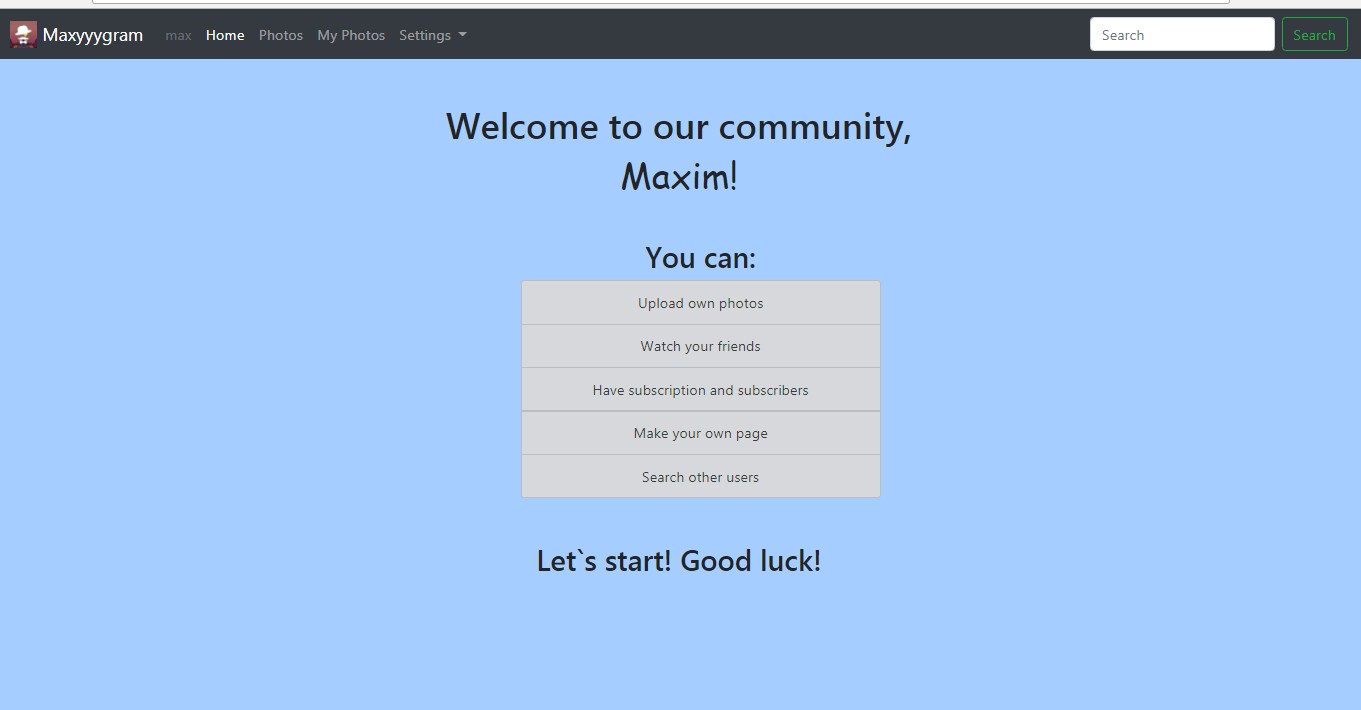 Maxyyygram max Home Photos My Photos Settings Search Search
Welcome to our community,
Maxim!
You can:
Upload own photos
Watch your friends
Have subscription and subscribers
Make your own page
Search other users
Let`s start! Good luck!